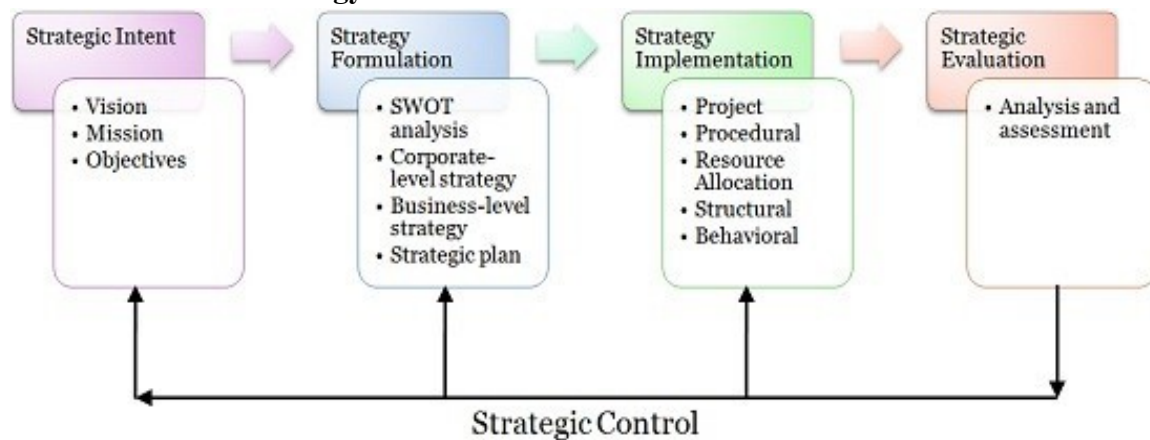 Strategic Intent
• Vision
• Mission
• Objectives
Strategy
Formulation
• SWOT
analysis
• Corporate-
level strategy
• Business-level
strategy
• Strategic plan
Strategy
Implementation
• Project
• Procedural
• Resource
Allocation
• Structural
• Behavioral
Strategic
Evaluation
• Analysis and
assessment
Strategic Control